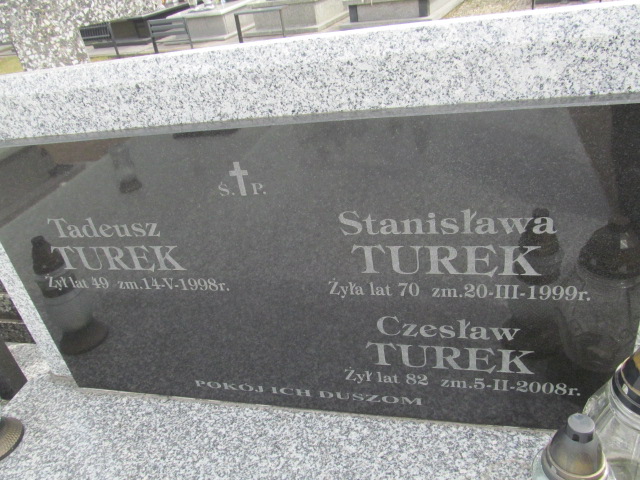 Ś. P.
Tadeusz
TUREK
Żył lat 49 zm.14-V-1998r.
Stanisława
TUREK
Żyła lat 70 zm.20-III-1999r.
Czesław
TUREK
Żył lat 82 zm.5-II-2008r.
POKÓJ ICH DUSZOM